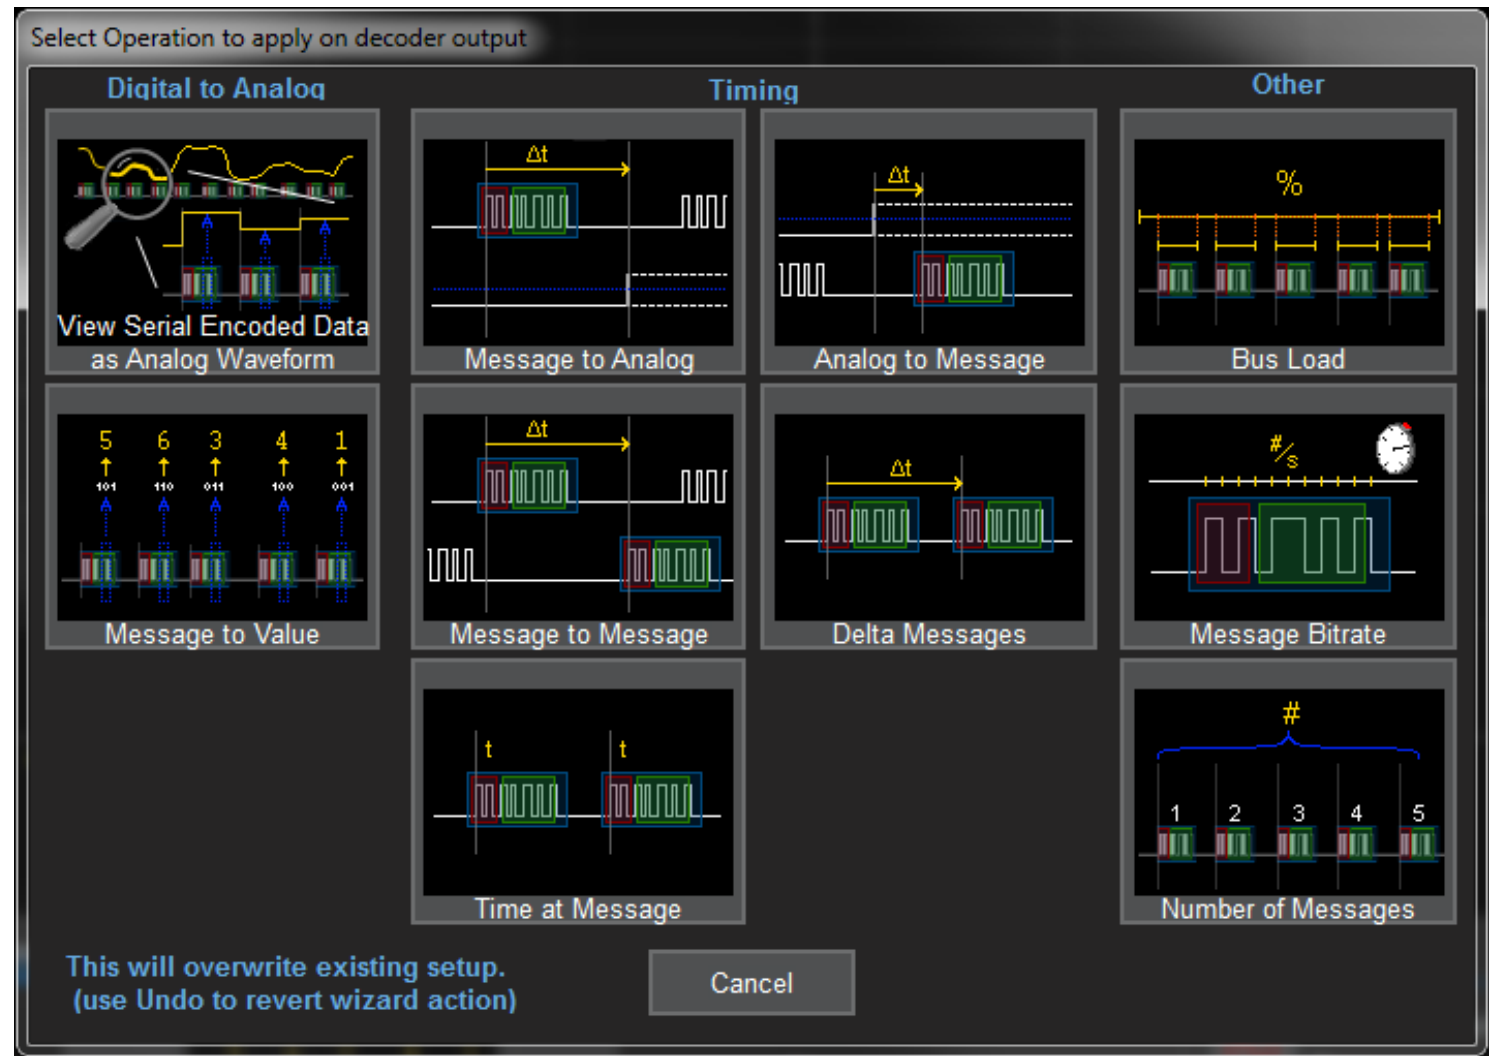 Select Operation to apply on decoder output
Digital to Analog
Timing
Other
View Serial Encoded Data
as Analog Waveform
Δt
Message to Analog
Δt
Analog to Message
%
Bus Load
5 6 3 4 1
101 110 011 100 001
Message to Value
Δt
Message to Message
Δt
Delta Messages
#/s
Message Bitrate
t t
Time at Message
#
1 2 3 4 5
Number of Messages
This will overwrite existing setup.
(use Undo to revert wizard action)
Cancel